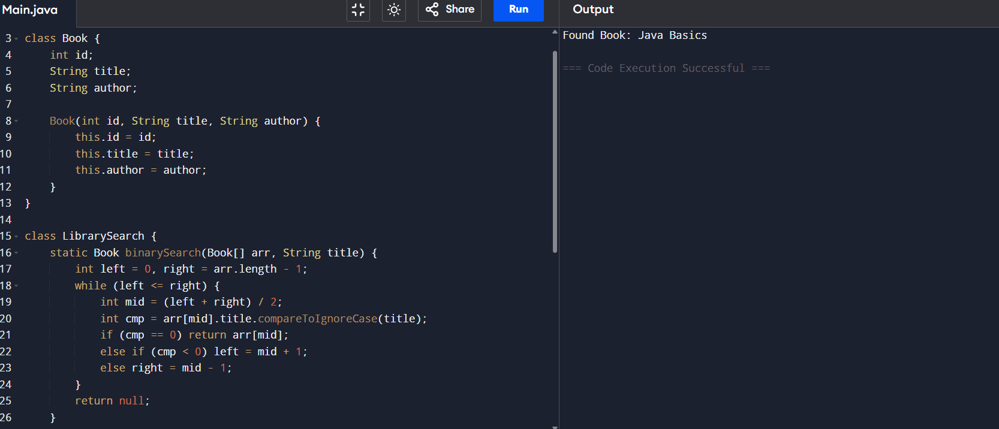 Main.java
Share
Run
Output
3 class Book {
4 int id;
5 String title;
6 String author;
7
8 Book(int id, String title, String author) {
9 this.id = id;
10 this.title = title;
11 this.author = author;
12 }
13 }
14
15 class LibrarySearch {
16 static Book binarySearch(Book[] arr, String title) {
17 int left = 0, right = arr.length - 1;
18 while (left <= right) {
19 int mid = (left + right) / 2;
20 int cmp = arr[mid].title.compareToIgnoreCase(title);
21 if (cmp == 0) return arr[mid];
22 else if (cmp < 0) left = mid + 1;
23 else right = mid - 1;
24 }
25 return null;
26 }
Found Book: Java Basics
=== Code Execution Successful ===